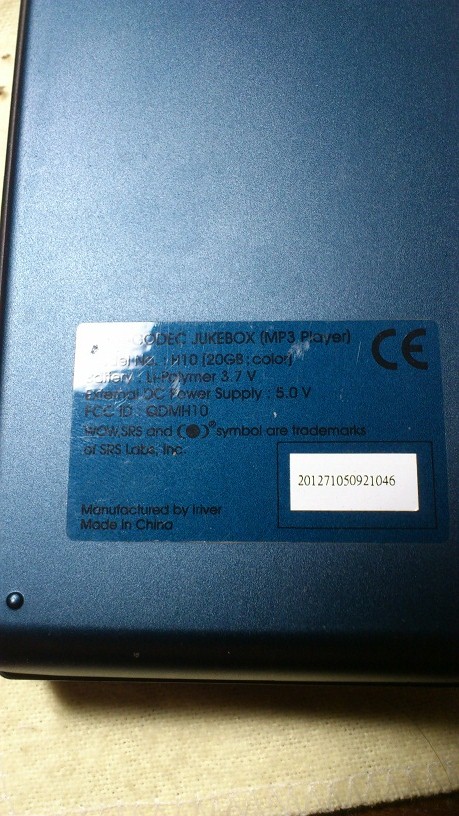 CODEC JUKEBOX (MP3 Player)
No. : H10 (20GB : color)
Battery : Li-Polymer 3.7 V
External DC Power Supply : 5.0 V
FCC ID : QDMH10
WOW, SRS and (●)® symbol are trademarks
of SRS Labs, Inc.
201271050921046
Manufactured by iriver
Made in China
CE